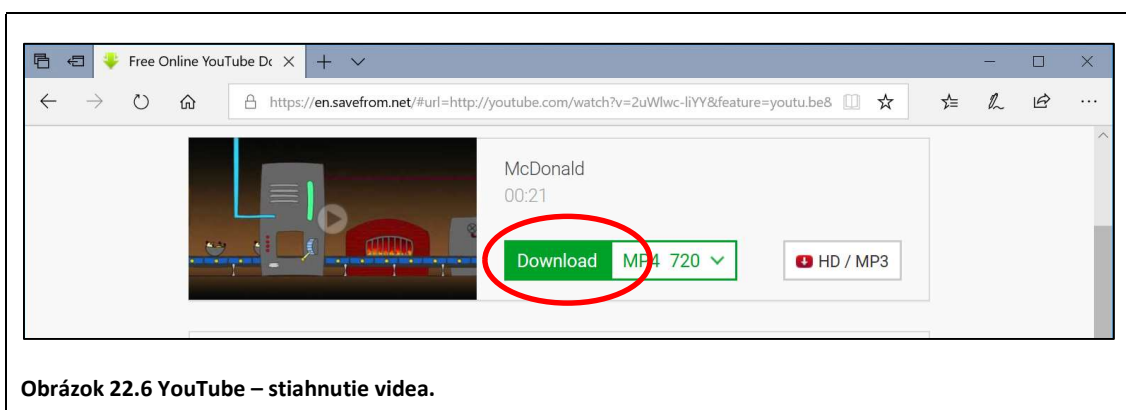 Free Online YouTube Dc
https://en.savefrom.net/#url=http://youtube.com/watch?v=2uWlwc-liYY&feature=youtu.be&
McDonald
00:21
Download MP4 720
HD / MP3
Obrázok 22.6 YouTube – stiahnutie videa.